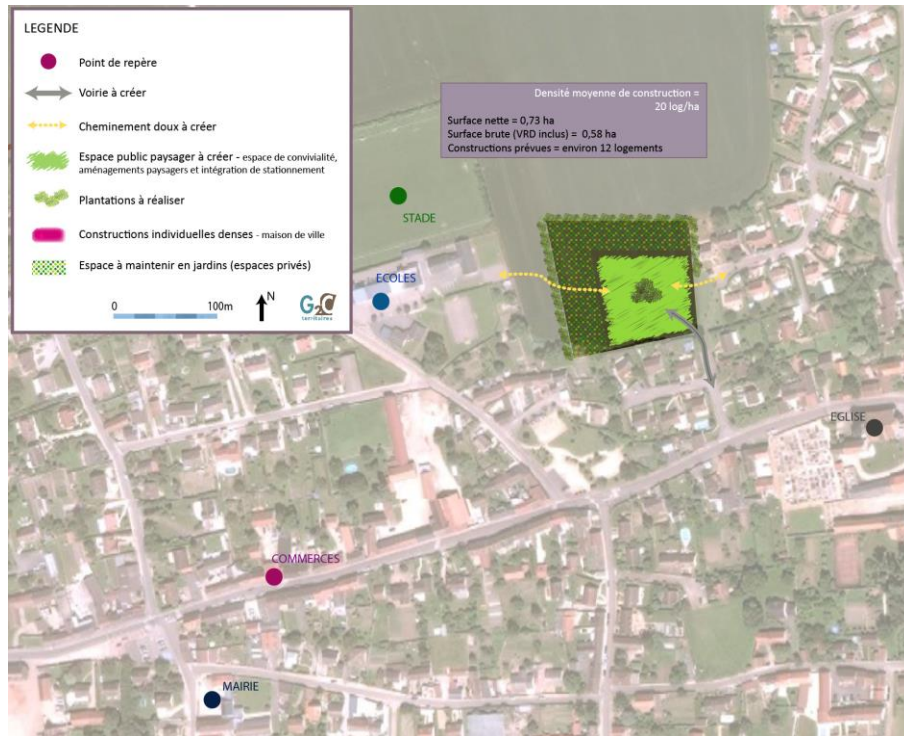 LEGENDE
Point de repère
Voirie à créer
Cheminement doux à créer
Espace public paysager à créer - espace de convivialité,
aménagements paysagers et intégration de stationnement
Plantations à réaliser
Constructions individuelles denses - maison de ville
Espace à maintenir en jardins (espaces privés)
0 100m
N
G2C
territoires
Densité moyenne de construction =
20 log/ha
Surface nette = 0,73 ha
Surface brute (VRD inclus) = 0,58 ha
Constructions prévues = environ 12 logements
STADE
ECOLES
EGLISE
COMMERCES
MAIRIE